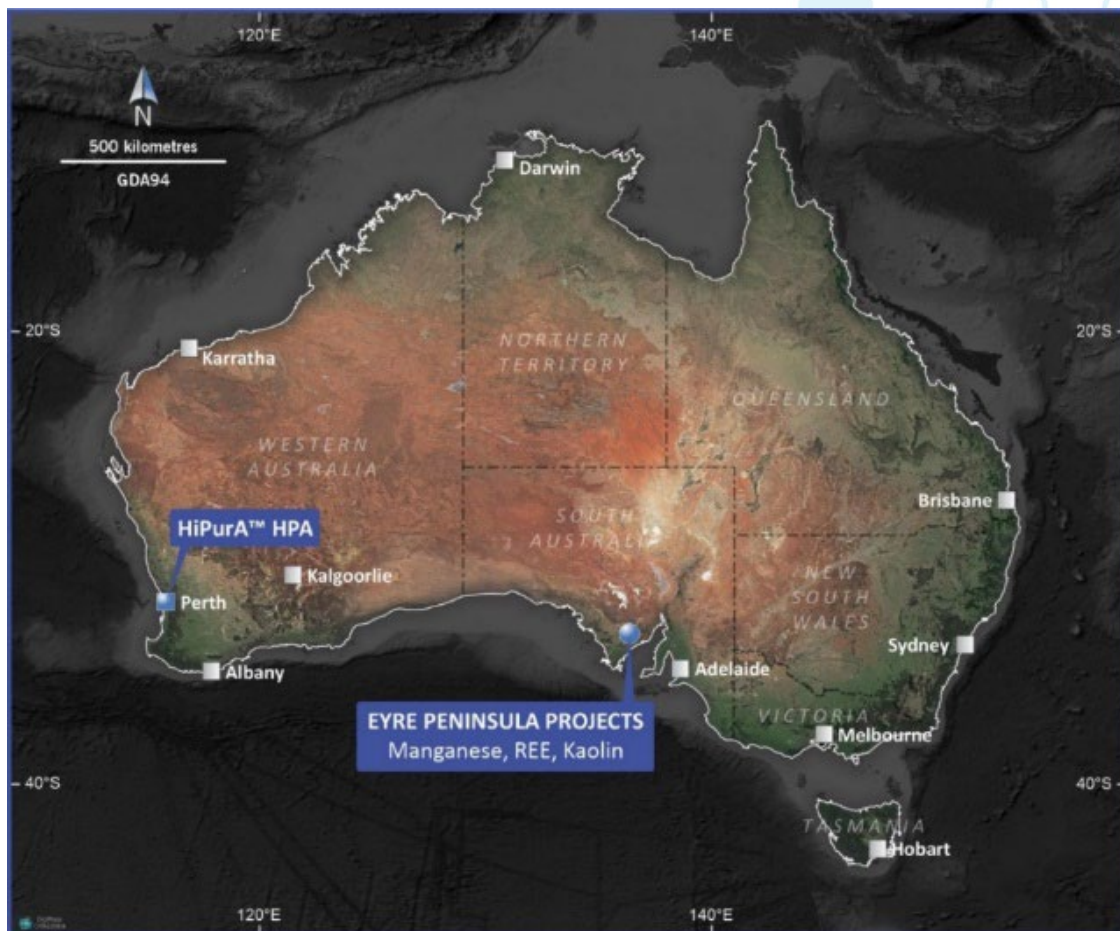 120°E 140°E
N
500 kilometres
GDA94
Darwin
20°S 20°S
Karratha
NORTHERN
TERRITORY
QUEENSLAND
WESTERN
AUSTRALIA
Brisbane
HiPurA™ HPA
SOUTH
Kalgoorlie
Perth
NEW
SOUTH
WALES
Sydney
Albany
Adelaide
EYRE PENINSULA PROJECTS
Manganese, REE, Kaolin
VICTORIA
Melbourne
40°S 40°S
TASMANIA
Hobart
120°E 140°E